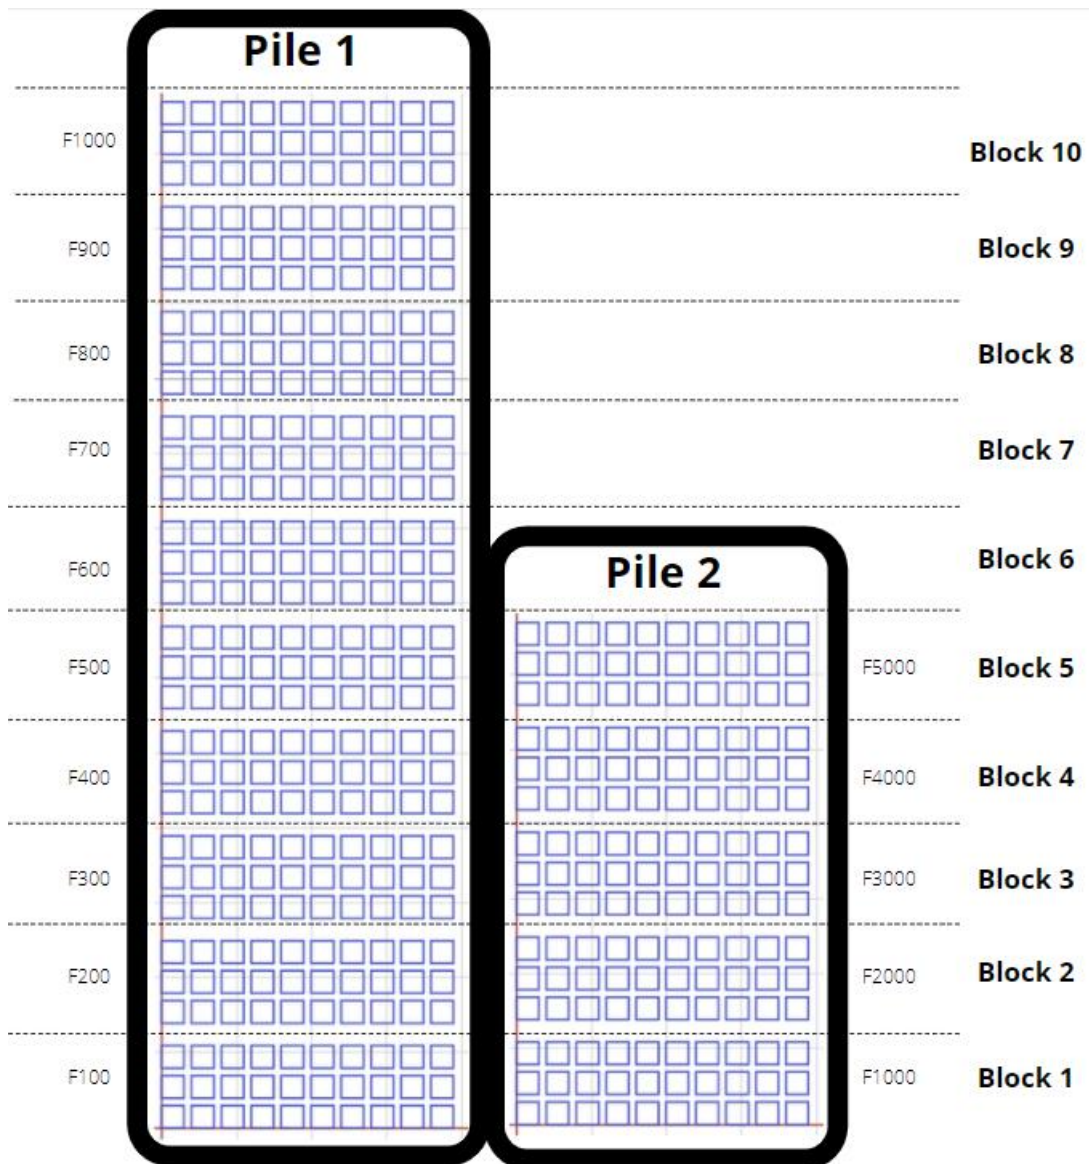 Pile 1
F1000
Block 10
F900
Block 9
F800
Block 8
F700
Block 7
F600
Block 6
Pile 2
F500
F5000
Block 5
F400
F4000
Block 4
F300
F3000
Block 3
F200
F2000
Block 2
F100
F1000
Block 1